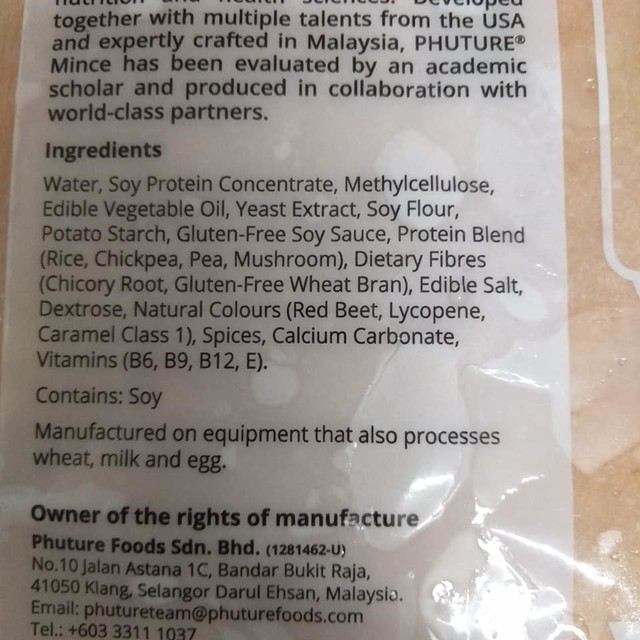 nutrition and health sciences. Developed
together with multiple talents from the USA
and expertly crafted in Malaysia, PHUTURE®
Mince has been evaluated by an academic
scholar and produced in collaboration with
world-class partners.
Ingredients
Water, Soy Protein Concentrate, Methylcellulose,
Edible Vegetable Oil, Yeast Extract, Soy Flour,
Potato Starch, Gluten-Free Soy Sauce, Protein Blend
(Rice, Chickpea, Pea, Mushroom), Dietary Fibres
(Chicory Root, Gluten-Free Wheat Bran), Edible Salt,
Dextrose, Natural Colours (Red Beet, Lycopene,
Caramel Class 1), Spices, Calcium Carbonate,
Vitamins (B6, B9, B12, E).
Contains: Soy
Manufactured on equipment that also processes
wheat, milk and egg.
Owner of the rights of manufacture
Phuture Foods Sdn. Bhd. (1281462-U)
No.10 Jalan Astana 1C, Bandar Bukit Raja,
41050 Klang, Selangor Darul Ehsan, Malaysia.
Email: phutureteam@phuturefoods.com
Tel.: +603 3311 1037